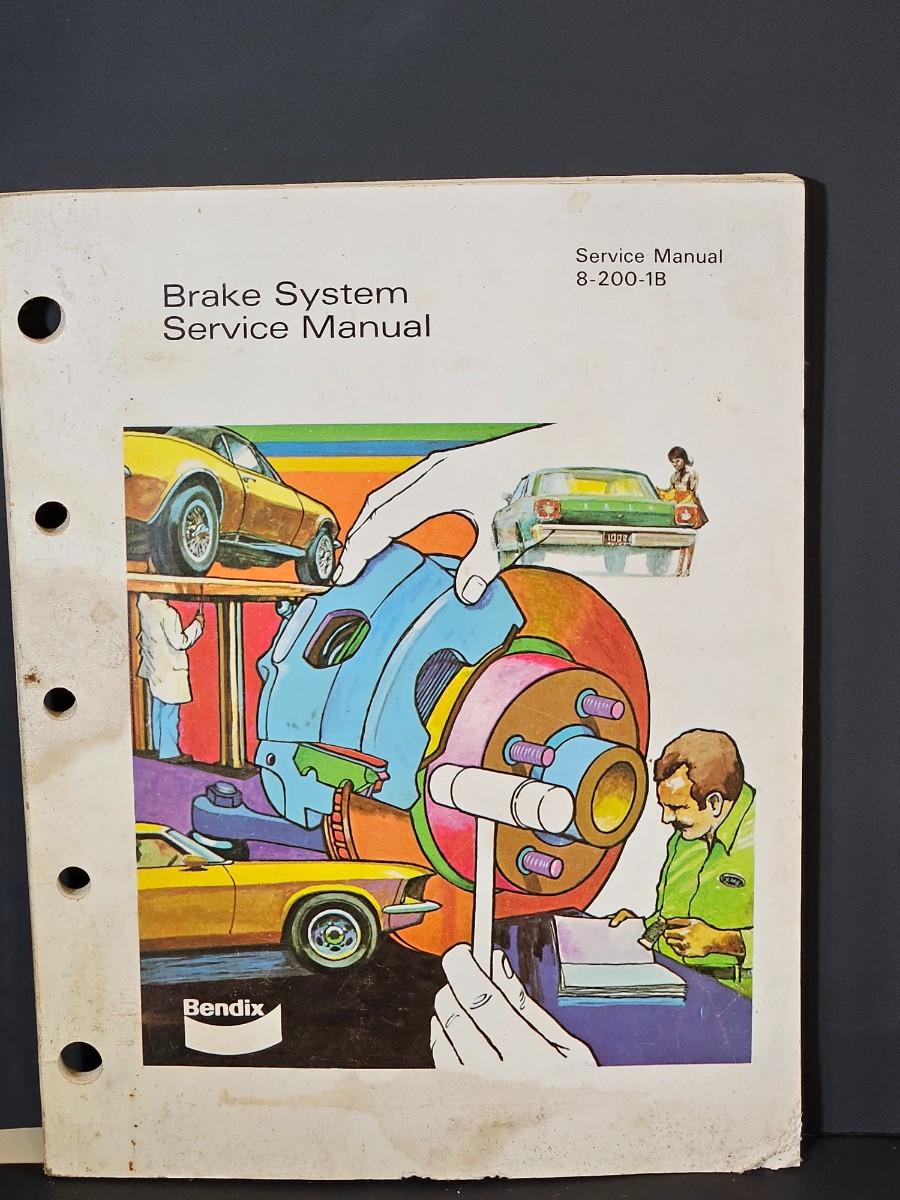 Service Manual
8-200-1B
Brake System
Service Manual
Bendix